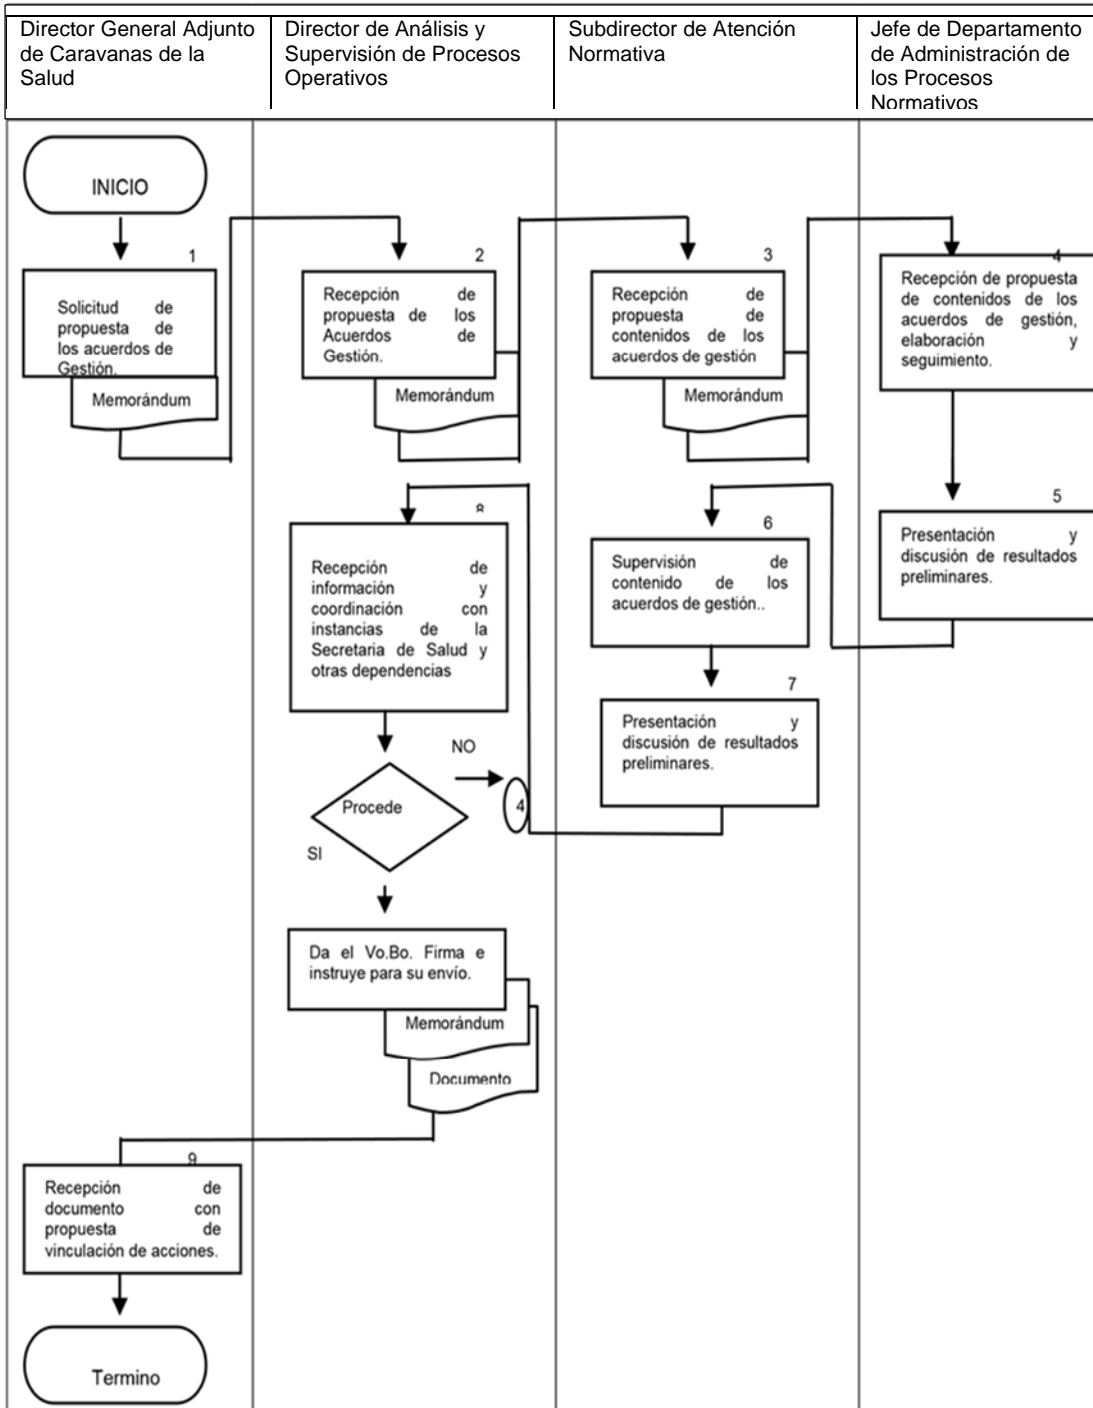 Director General Adjunto
de Caravanas de la
Salud
Director de Análisis y
Supervisión de Procesos
Operativos
Subdirector de Atención
Normativa
Jefe de Departamento
de Administración de
los Procesos
Normativos
INICIO
1
Solicitud de
propuesta de
los acuerdos de
Gestión.
Memorándum
2
Recepción de
propuesta de los
Acuerdos de
Gestión.
Memorándum
3
Recepción de
propuesta de
contenidos de los
acuerdos de gestión
Memorándum
4
Recepción de propuesta
de contenidos de los
acuerdos de gestión,
elaboración y
seguimiento.
5
Presentación y
discusión de resultados
preliminares.
6
Supervisión de
contenido de los
acuerdos de gestión..
7
Presentación y
discusión de resultados
preliminares.
8
Recepción de
información y
coordinación con
instancias de la
Secretaria de Salud y
otras dependencias
Procede
NO
4
SI
Da el Vo.Bo. Firma e
instruye para su envío.
Memorándum
Documento
9
Recepción de
documento con
propuesta de
vinculación de acciones.
Termino